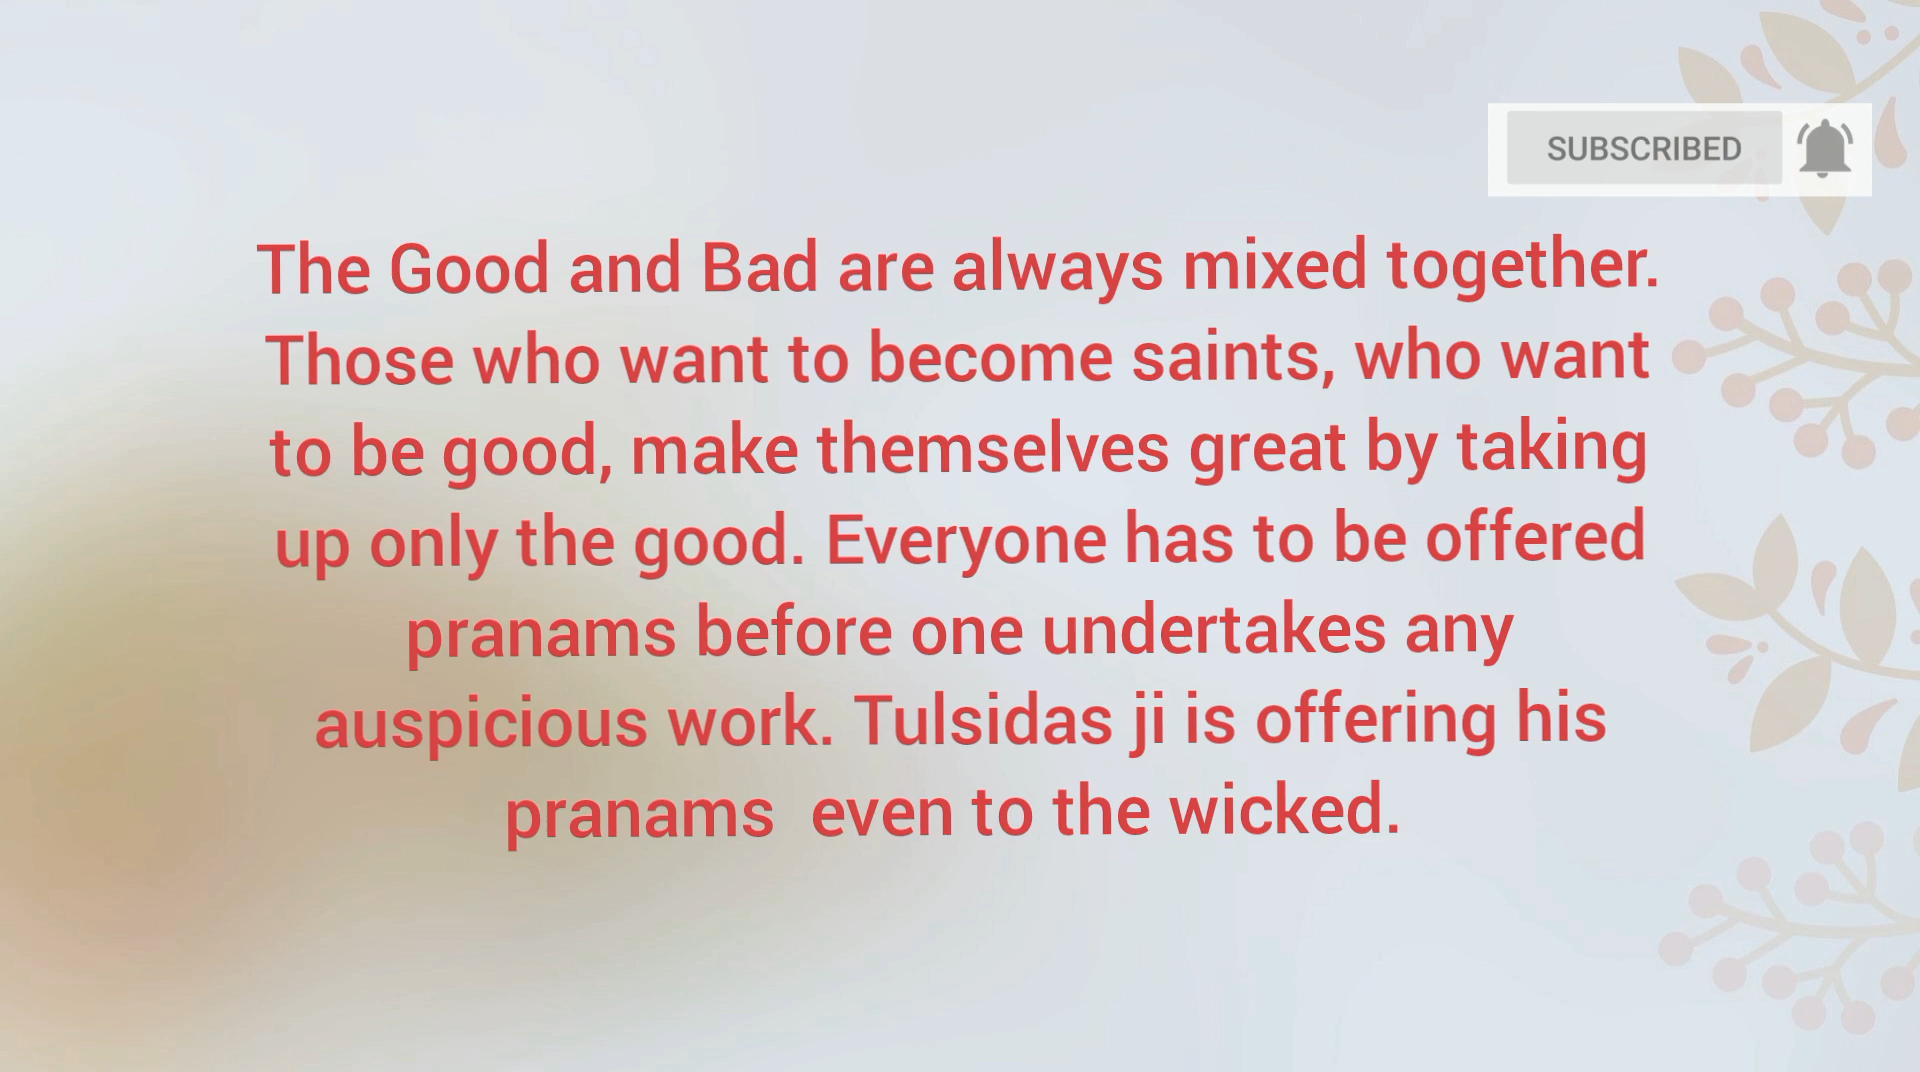 SUBSCRIBED
The Good and Bad are always mixed together.
Those who want to become saints, who want
to be good, make themselves great by taking
up only the good. Everyone has to be offered
pranams before one undertakes any
auspicious work. Tulsidas ji is offering his
pranams  even to the wicked.